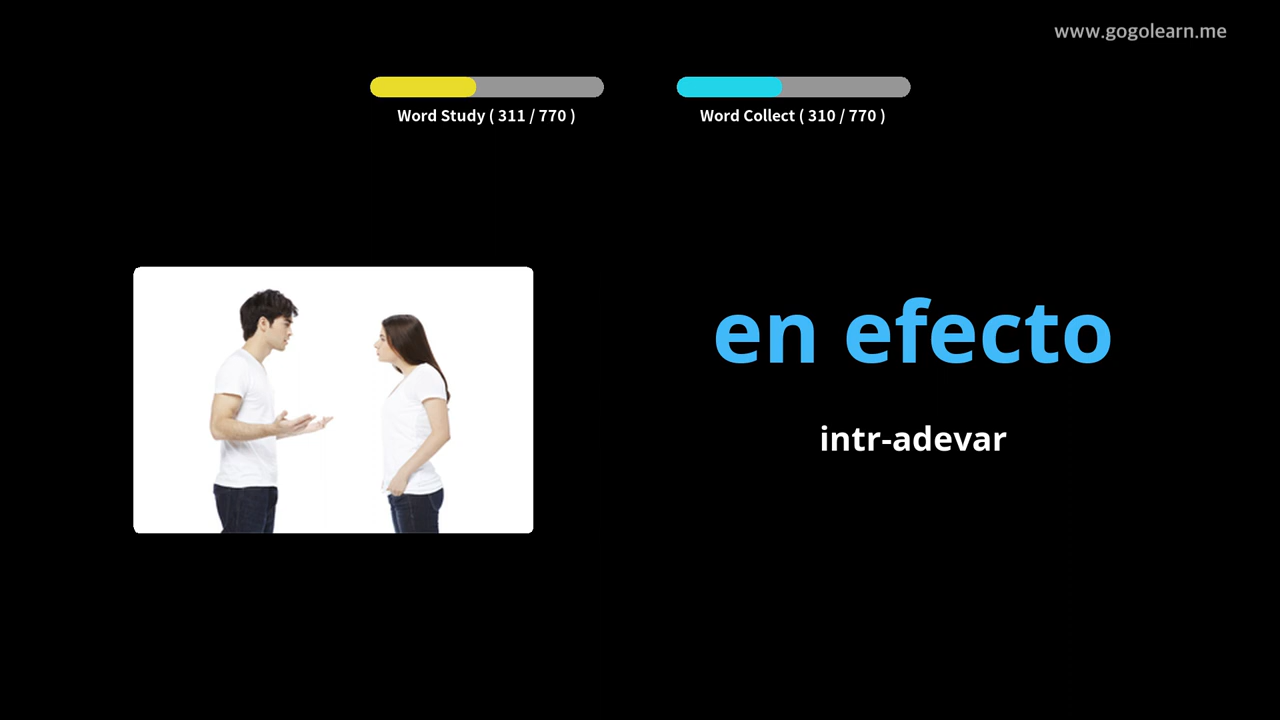 www.gogolearn.me
Word Study ( 311 / 770 )
Word Collect ( 310 / 770 )
en efecto
intr-adevar